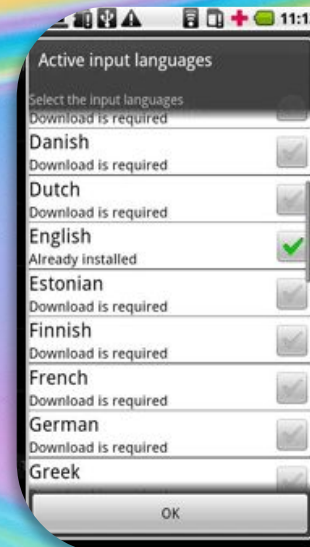 11:1
Active input languages
Select the input languages
Download is required
Danish
Download is required
Dutch
Download is required
English
Already installed
Estonian
Download is required
Finnish
Download is required
French
Download is required
German
Download is required
Greek
OK